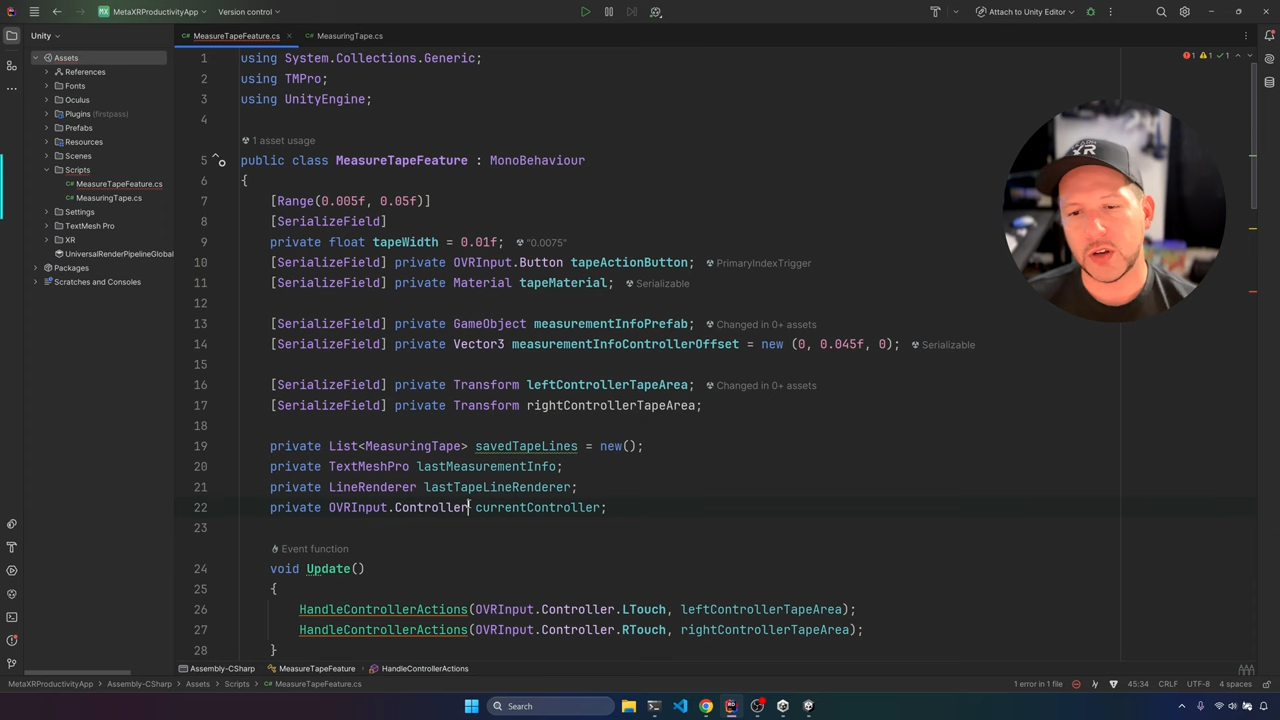 MetaXRProductivityApp
Version control
Attach to Unity Editor
Unity
MeasureTapeFeature.cs
MeasuringTape.cs
Assets
References
Fonts
Oculus
Plugins (firstpass)
Prefabs
Resources
Scenes
Scripts
MeasureTapeFeature.cs
MeasuringTape.cs
Settings
TextMesh Pro
XR
UniversalRenderPipelineGlobal
Packages
Scratches and Consoles
1 1 1
1 using System.Collections.Generic;
2 using TMPro;
3 using UnityEngine;
4
1 asset usage
5 public class MeasureTapeFeature : MonoBehaviour
6 {
7 [Range(0.005f, 0.05f)]
8 [SerializeField]
9 private float tapeWidth = 0.01f; "0.0075"
10 [SerializeField] private OVRInput.Button tapeActionButton; PrimaryIndexTrigger
11 [SerializeField] private Material tapeMaterial; Serializable
12
13 [SerializeField] private GameObject measurementInfoPrefab; Changed in 0+ assets
14 [SerializeField] private Vector3 measurementInfoControllerOffset = new (0, 0.045f, 0); Serializable
15
16 [SerializeField] private Transform leftControllerTapeArea; Changed in 0+ assets
17 [SerializeField] private Transform rightControllerTapeArea;
18
19 private List<MeasuringTape> savedTapeLines = new();
20 private TextMeshPro lastMeasurementInfo;
21 private LineRenderer lastTapeLineRenderer;
22 private OVRInput.Controller currentController;
23
Event function
24 void Update()
25 {
26 HandleControllerActions(OVRInput.Controller.LTouch, leftControllerTapeArea);
27 HandleControllerActions(OVRInput.Controller.RTouch, rightControllerTapeArea);
28 }
XR
Assembly-CSharp MeasureTapeFeature HandleControllerActions
MetaXRProductivityApp › Assembly-CSharp › Assets › Scripts › MeasureTapeFeature.cs
1 error in 1 file 45:34 CRLF UTF-8 4 spaces
Search